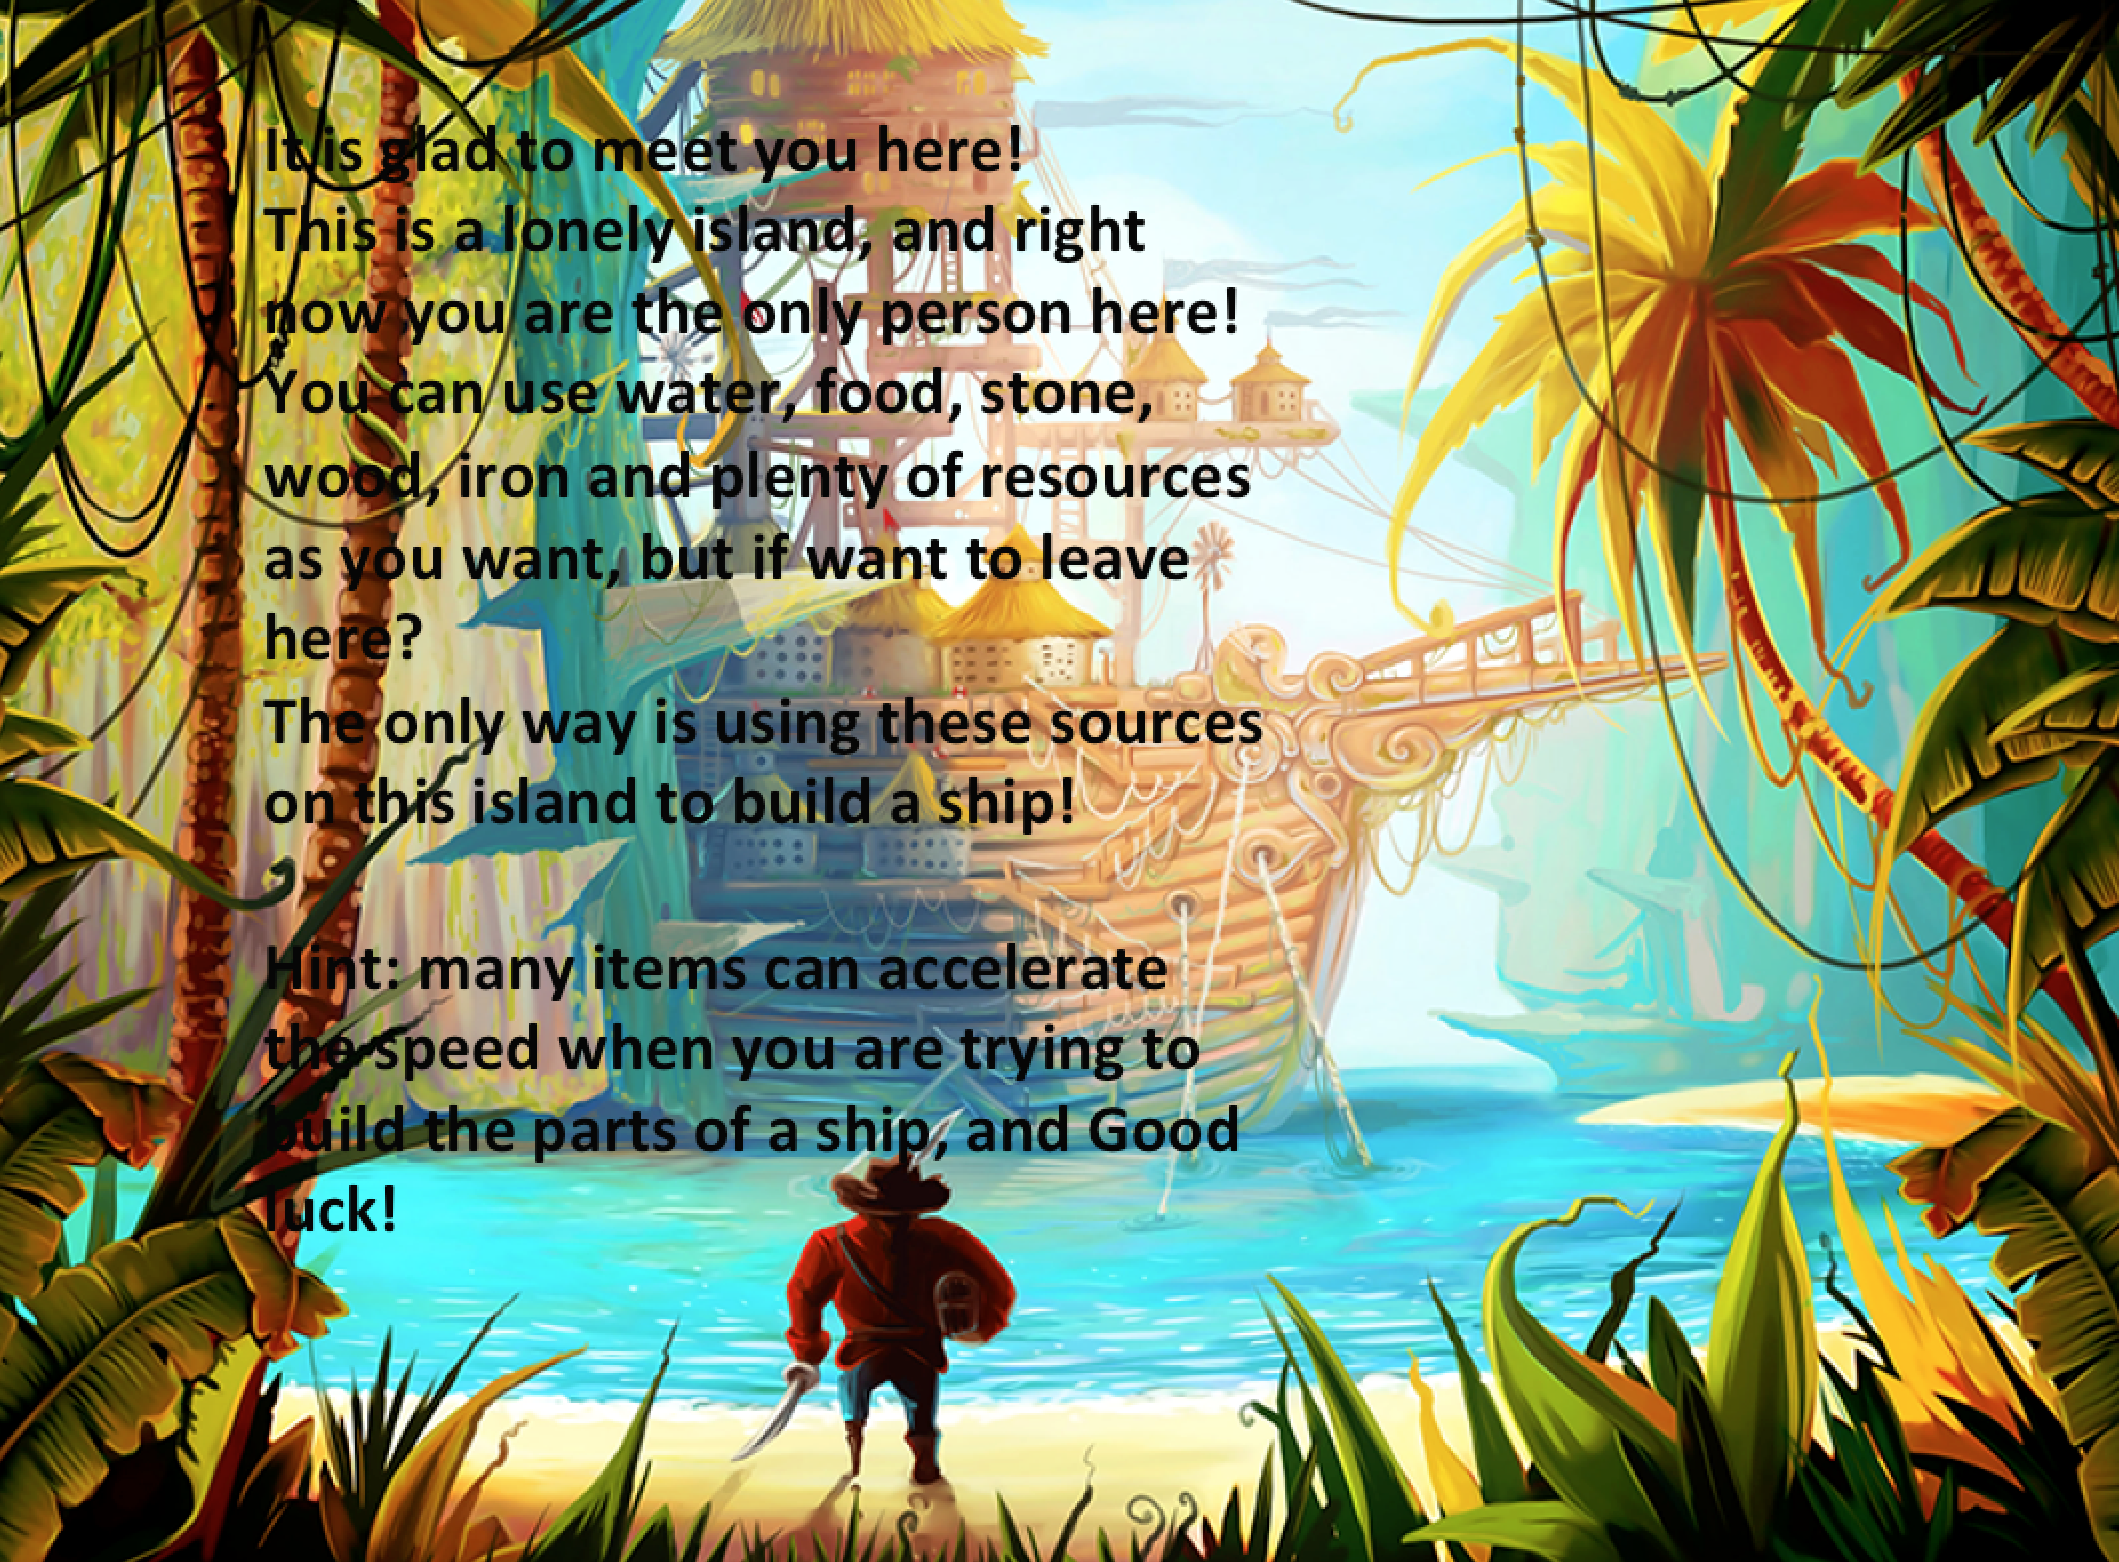 It is glad to meet you here!
This is a lonely island, and right
now you are the only person here!
You can use water, food, stone,
wood, iron and plenty of resources
as you want, but if want to leave
here?
The only way is using these sources
on this island to build a ship!
Hint: many items can accelerate
the speed when you are trying to
build the parts of a ship, and Good
luck!